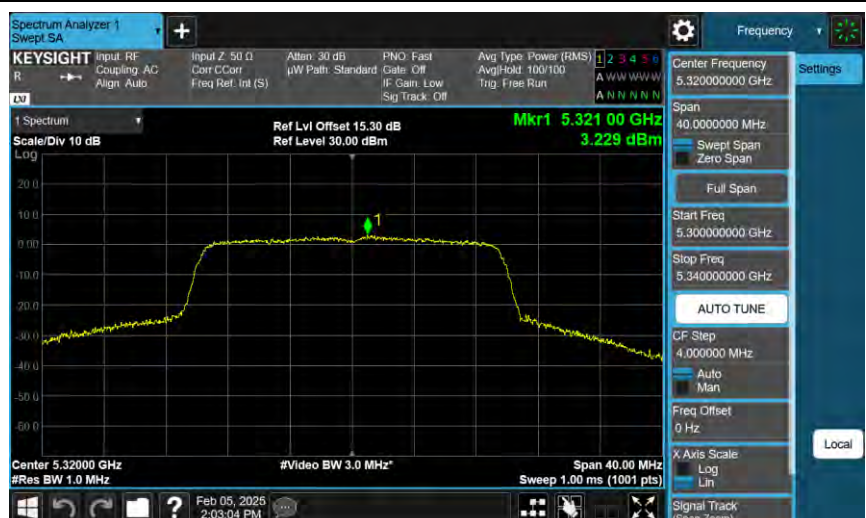 Spectrum Analyzer 1
Swept SA
+
Frequency
KEYSIGHT
R
LXI
Input: RF
Coupling: AC
Align: Auto
Input Z: 50 Ω
Corr CCorr
Freq Ref: Int (S)
Atten: 30 dB
µW Path: Standard
PNO: Fast
Gate: Off
IF Gain: Low
Sig Track: Off
Avg Type: Power (RMS)
Avg|Hold: 100/100
Trig: Free Run
1 2 3 4 5 6
A W W W W W
A N N N N N
1 Spectrum
Scale/Div 10 dB
Log
Ref Lvl Offset 15.30 dB
Ref Level 30.00 dBm
Mkr1 5.321 00 GHz
3.229 dBm
20.0
10.0
0.00
-10.0
-20.0
-30.0
-40.0
-50.0
-60.0
1
Center 5.32000 GHz
#Res BW 1.0 MHz
#Video BW 3.0 MHz*
Span 40.00 MHz
Sweep 1.00 ms (1001 pts)
?
Feb 05, 2025
2:03:04 PM
Center Frequency
5.320000000 GHz
Span
40.0000000 MHz
Swept Span
Zero Span
Full Span
Start Freq
5.300000000 GHz
Stop Freq
5.340000000 GHz
AUTO TUNE
CF Step
4.000000 MHz
Auto
Man
Freq Offset
0 Hz
X Axis Scale
Log
Lin
Signal Track
(Span Zoom)
Settings
Local